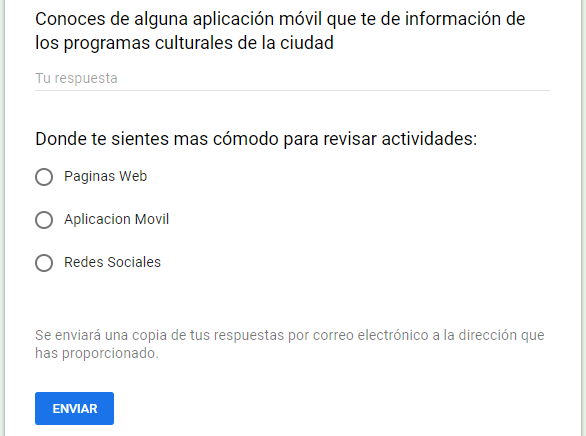 Conoces de alguna aplicación móvil que te de información de
los programas culturales de la ciudad
Tu respuesta
Donde te sientes mas cómodo para revisar actividades:
Paginas Web
Aplicacion Movil
Redes Sociales
Se enviará una copia de tus respuestas por correo electrónico a la dirección que
has proporcionado.
ENVIAR